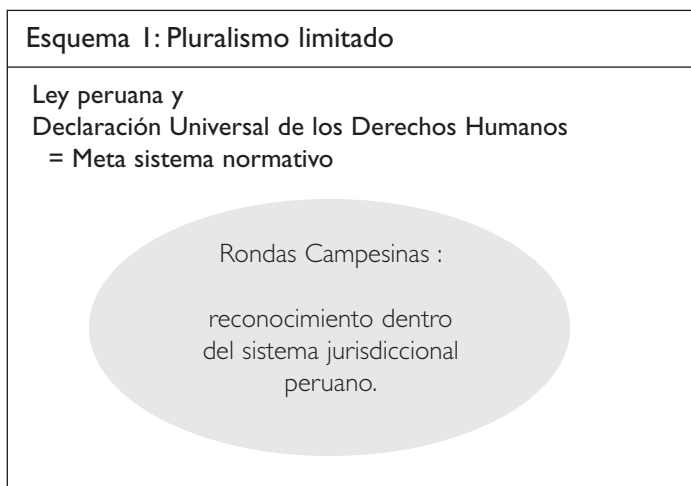 Esquema 1: Pluralismo limitado
Ley peruana y
Declaración Universal de los Derechos Humanos
= Meta sistema normativo
Rondas Campesinas :
reconocimiento dentro
del sistema jurisdiccional
peruano.